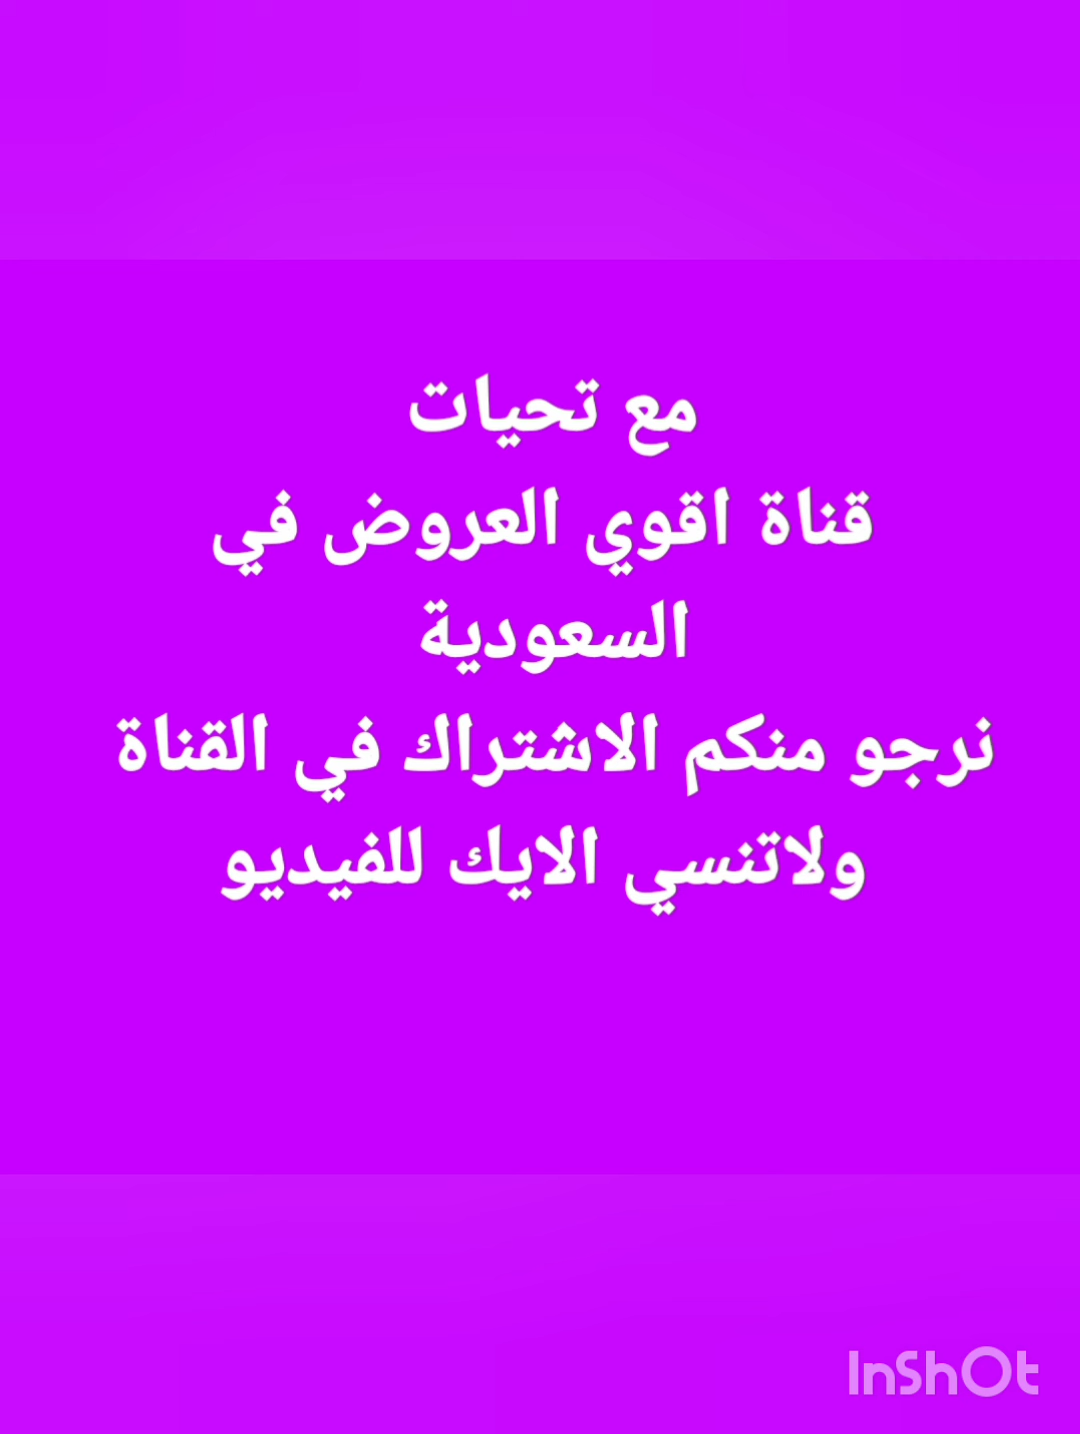 مع تحيات
قناة اقوي العروض في
السعودية
نرجو منكم الاشتراك في القناة
ولاتنسي الايك للفيديو
InShOt